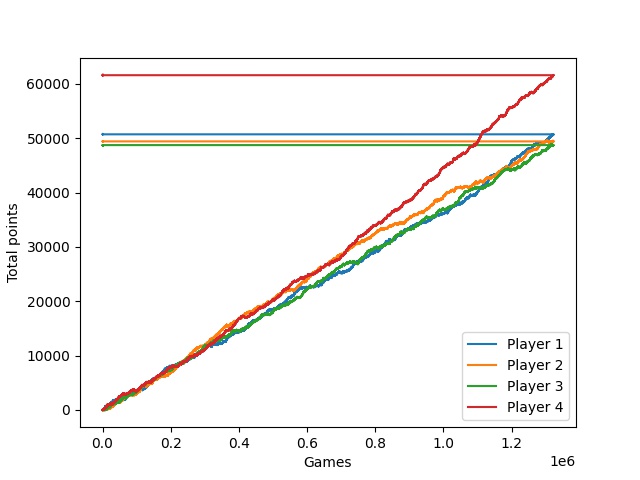 60000
50000
40000
30000
20000
10000
0
Total points
0.0 0.2 0.4 0.6 0.8 1.0 1.2
1e6
Games
Player 1
Player 2
Player 3
Player 4